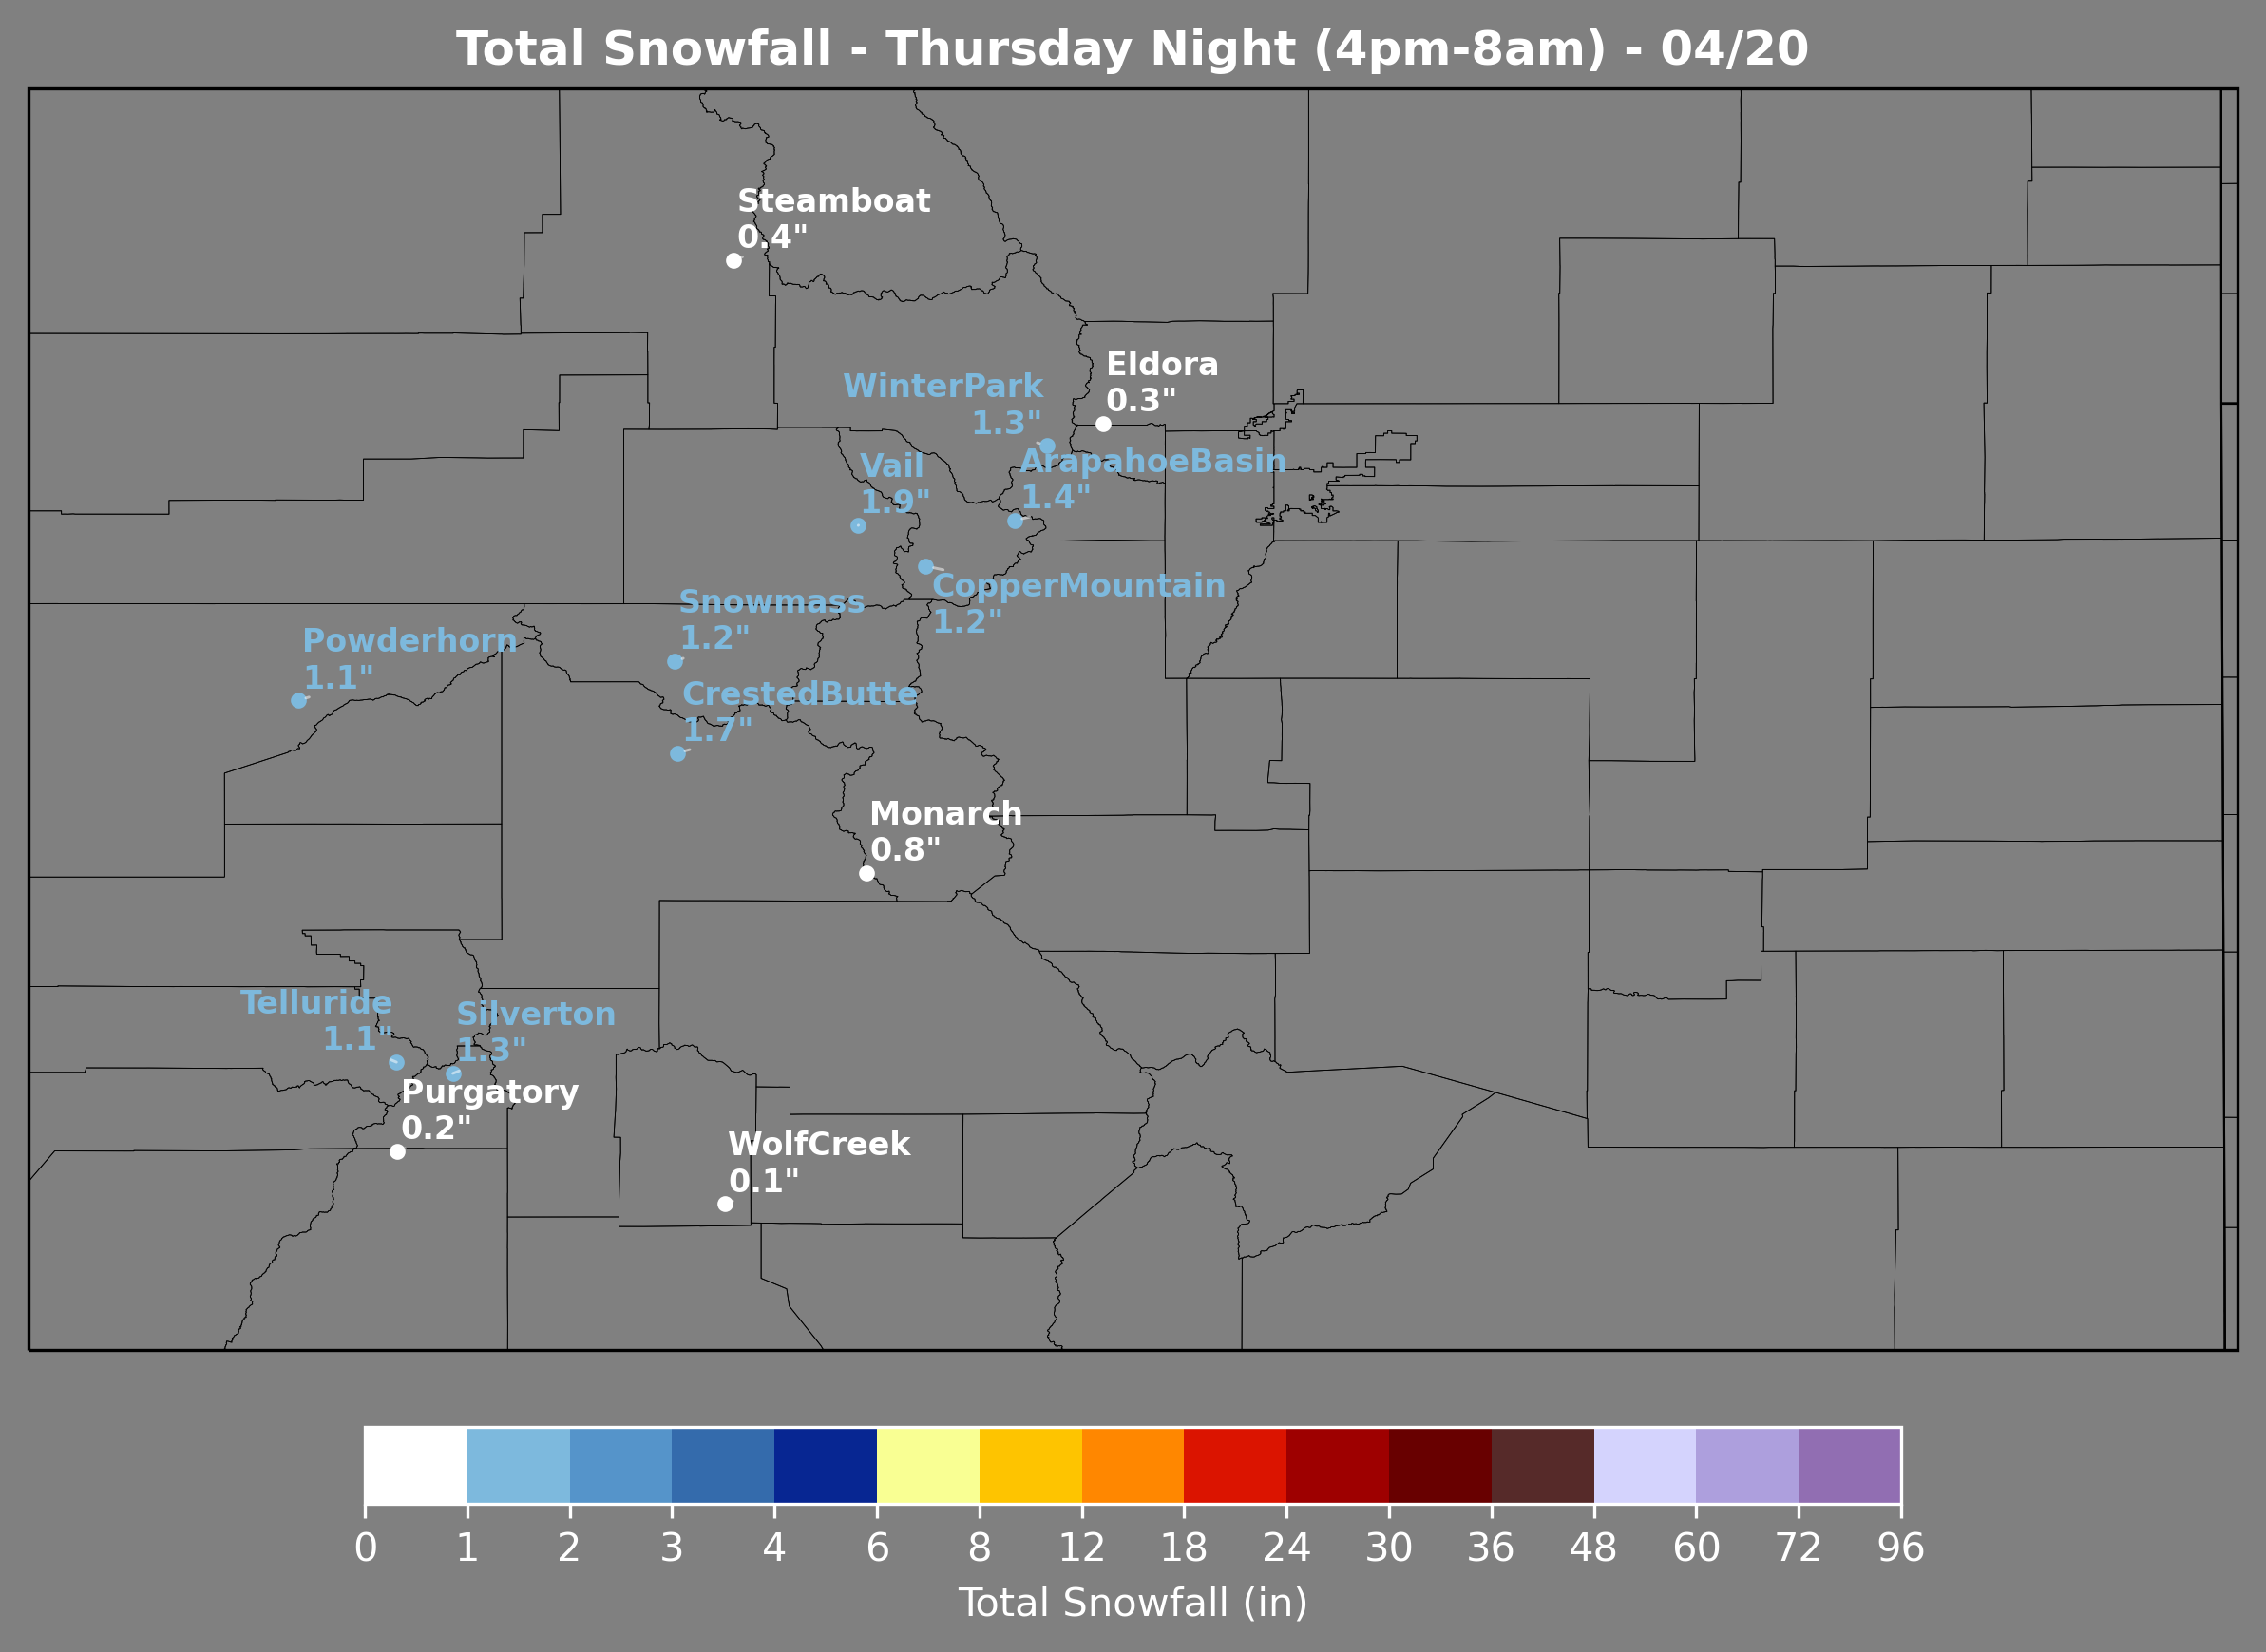 Total Snowfall - Thursday Night (4pm-8am) - 04/20
Steamboat
0.4"
Eldora
0.3"
WinterPark
1.3"
ArapahoeBasin
1.4"
Vail
1.9"
CopperMountain
1.2"
Snowmass
1.2"
Powderhorn
1.1"
CrestedButte
1.7"
Monarch
0.8"
Telluride
1.1"
Silverton
1.3"
Purgatory
0.2"
WolfCreek
0.1"
0 1 2 3 4 6 8 12 18 24 30 36 48 60 72 96
Total Snowfall (in)